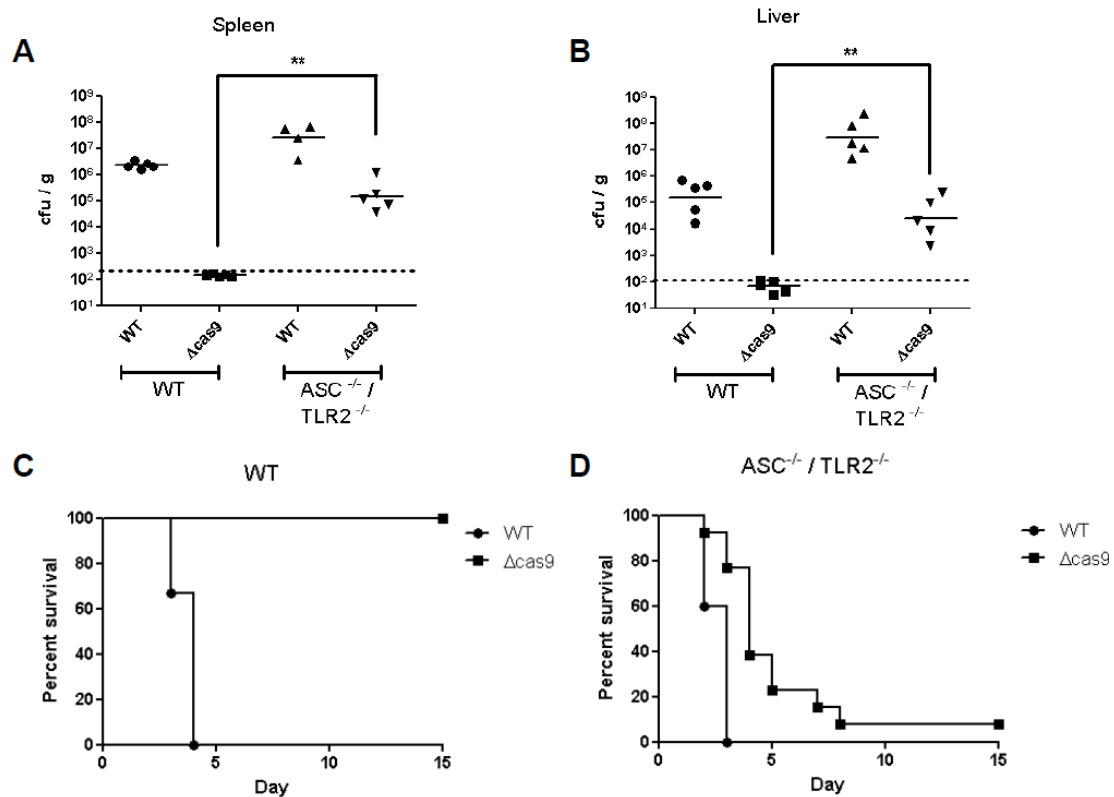 A
Spleen
**
cfu / g
10⁹
10⁸
10⁷
10⁶
10⁵
10⁴
10³
10²
10¹
WT
Δcas9
WT
Δcas9
WT
ASC⁻/⁻ /
TLR2⁻/⁻
B
Liver
**
cfu / g
10⁹
10⁸
10⁷
10⁶
10⁵
10⁴
10³
10²
10¹
WT
Δcas9
WT
Δcas9
WT
ASC⁻/⁻ /
TLR2⁻/⁻
C
WT
Percent survival
100
80
60
40
20
0
0 5 10 15
Day
WT
Δcas9
D
ASC⁻/⁻ / TLR2⁻/⁻
Percent survival
100
80
60
40
20
0
0 5 10 15
Day
WT
Δcas9